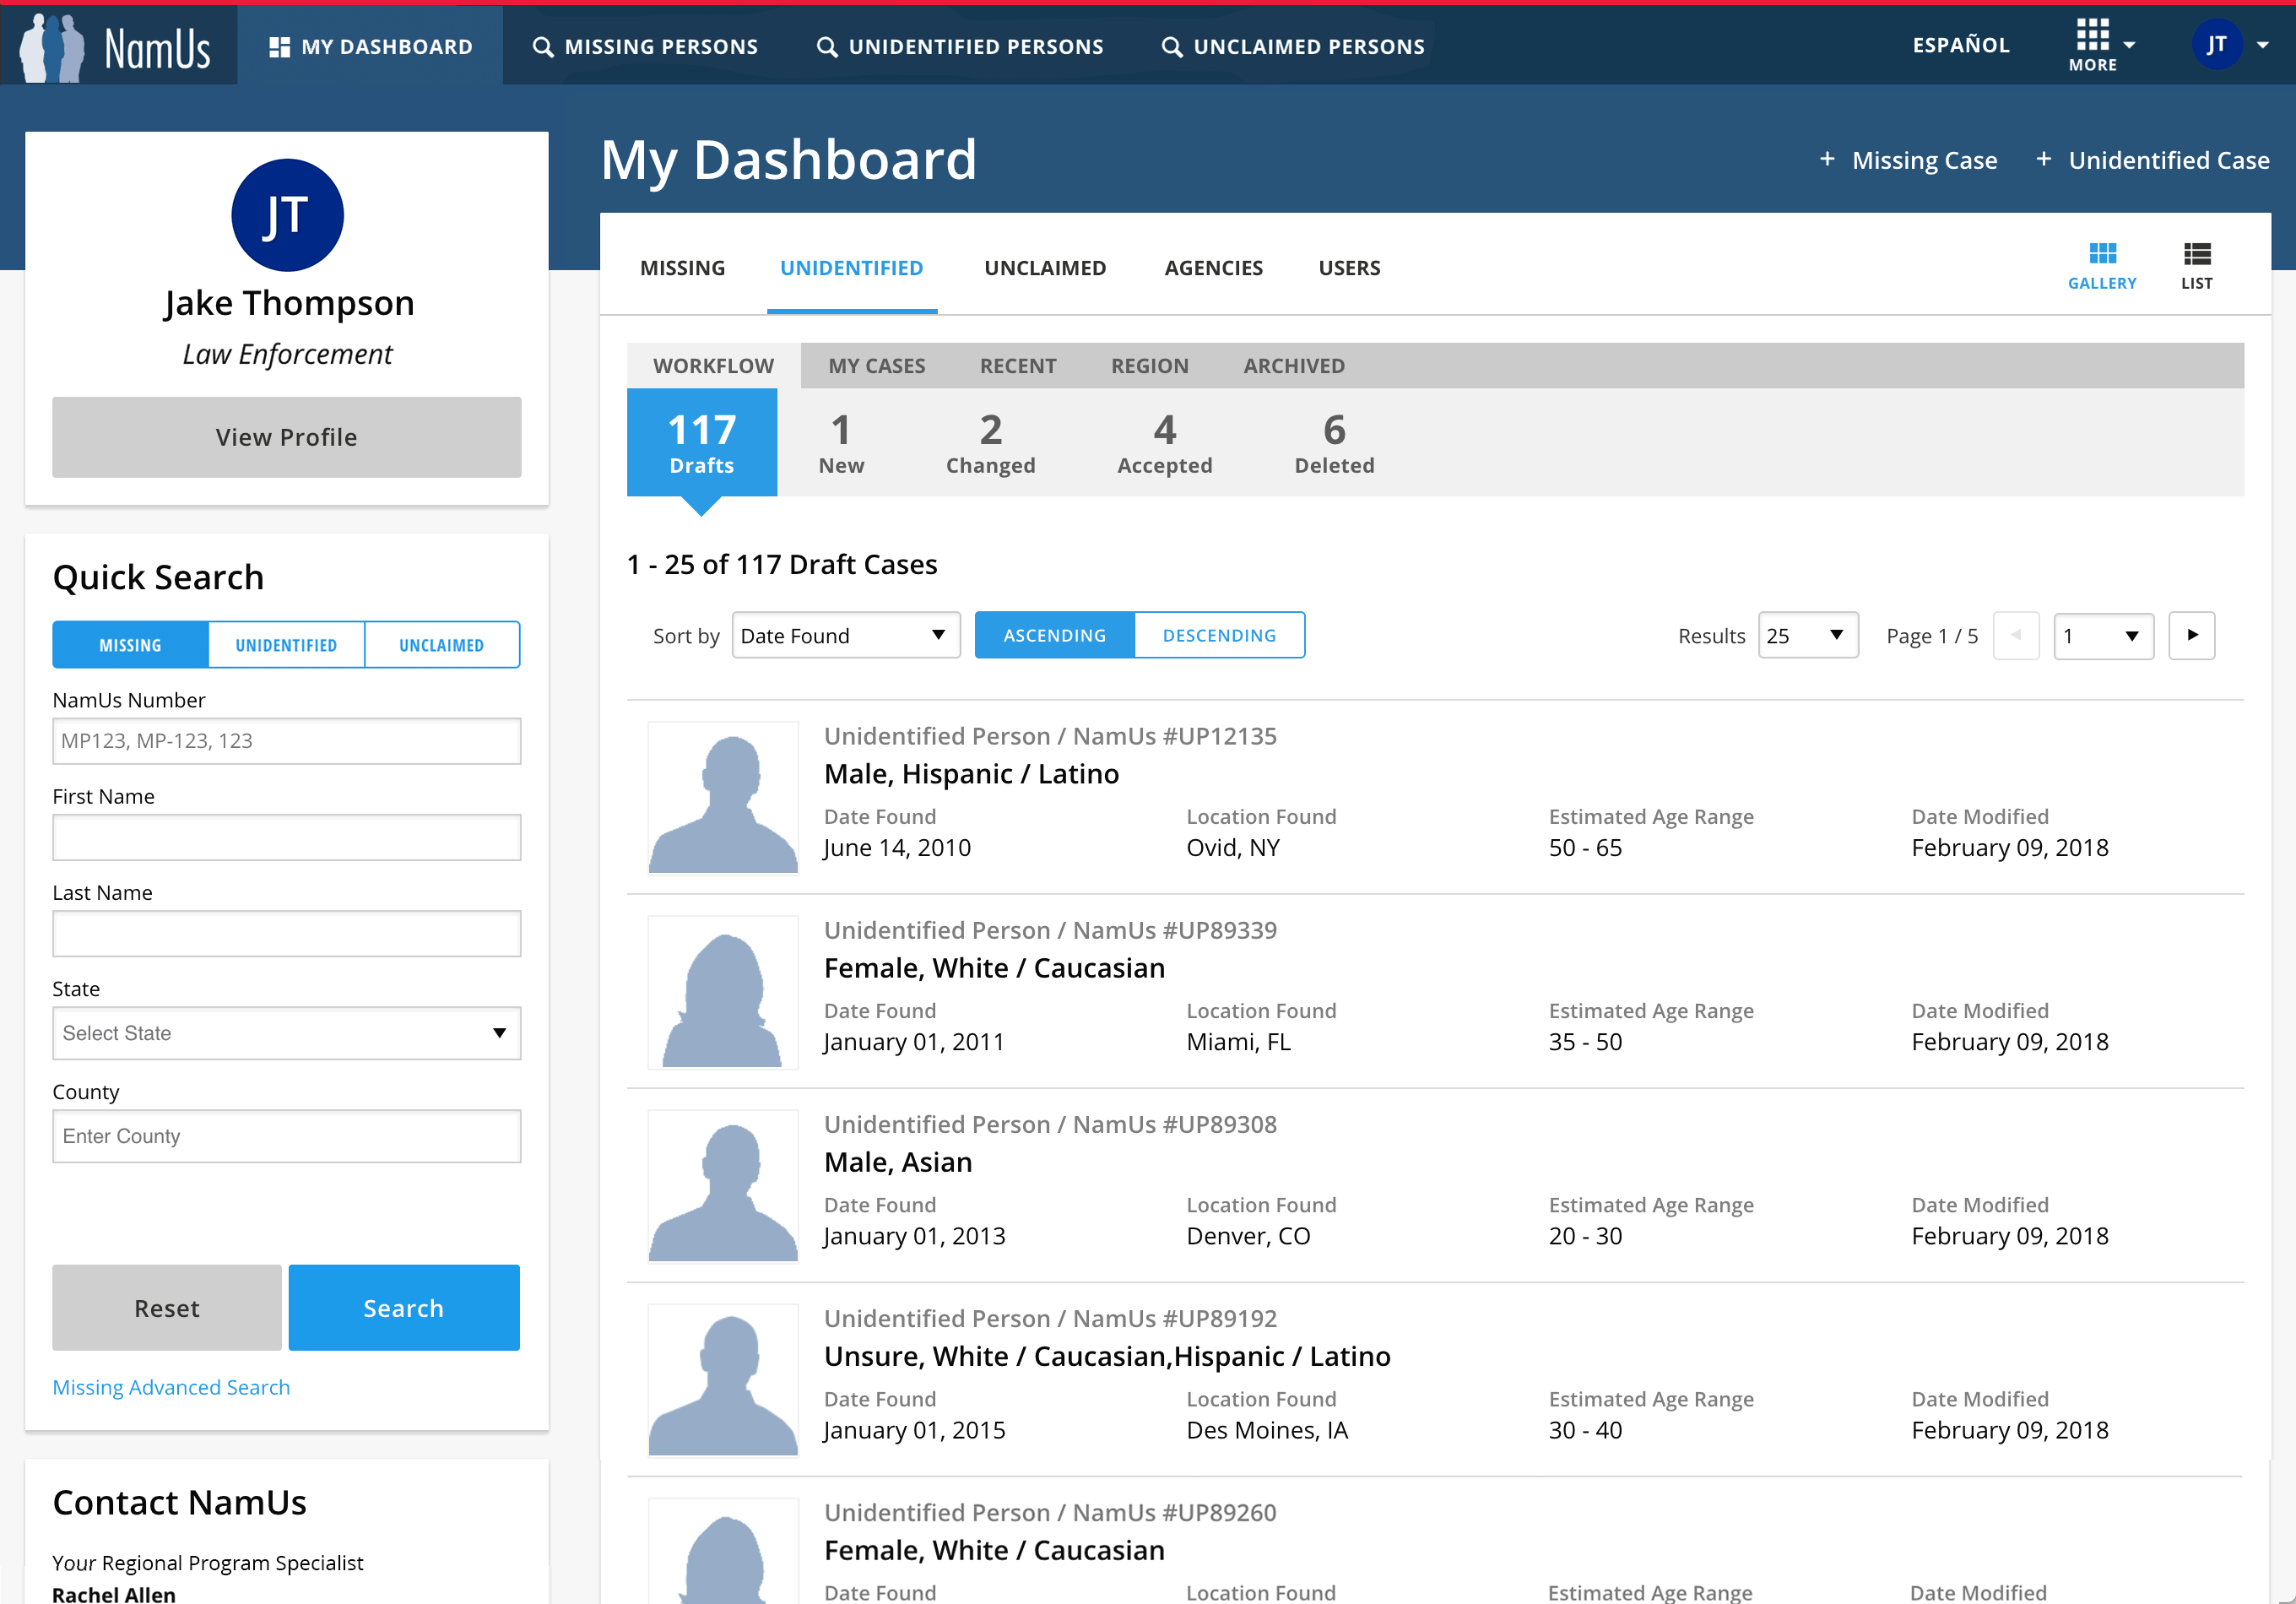 NamUs
MY DASHBOARD
MISSING PERSONS
UNIDENTIFIED PERSONS
UNCLAIMED PERSONS
ESPAÑOL
MORE
JT
JT
Jake Thompson
Law Enforcement
View Profile
Quick Search
MISSING UNIDENTIFIED UNCLAIMED
NamUs Number
MP123, MP-123, 123
First Name
Last Name
State
Select State
County
Enter County
Reset Search
Missing Advanced Search
Contact NamUs
Your Regional Program Specialist
Rachel Allen
My Dashboard
+ Missing Case + Unidentified Case
MISSING UNIDENTIFIED UNCLAIMED AGENCIES USERS
GALLERY LIST
WORKFLOW MY CASES RECENT REGION ARCHIVED
117 1 2 4 6
Drafts New Changed Accepted Deleted
1 - 25 of 117 Draft Cases
Sort by Date Found ASCENDING DESCENDING Results 25 Page 1 / 5 1
Unidentified Person / NamUs #UP12135
Male, Hispanic / Latino
Date Found Location Found Estimated Age Range Date Modified
June 14, 2010 Ovid, NY 50 - 65 February 09, 2018
Unidentified Person / NamUs #UP89339
Female, White / Caucasian
Date Found Location Found Estimated Age Range Date Modified
January 01, 2011 Miami, FL 35 - 50 February 09, 2018
Unidentified Person / NamUs #UP89308
Male, Asian
Date Found Location Found Estimated Age Range Date Modified
January 01, 2013 Denver, CO 20 - 30 February 09, 2018
Unidentified Person / NamUs #UP89192
Unsure, White / Caucasian,Hispanic / Latino
Date Found Location Found Estimated Age Range Date Modified
January 01, 2015 Des Moines, IA 30 - 40 February 09, 2018
Unidentified Person / NamUs #UP89260
Female, White / Caucasian
Date Found Location Found Estimated Age Range Date Modified